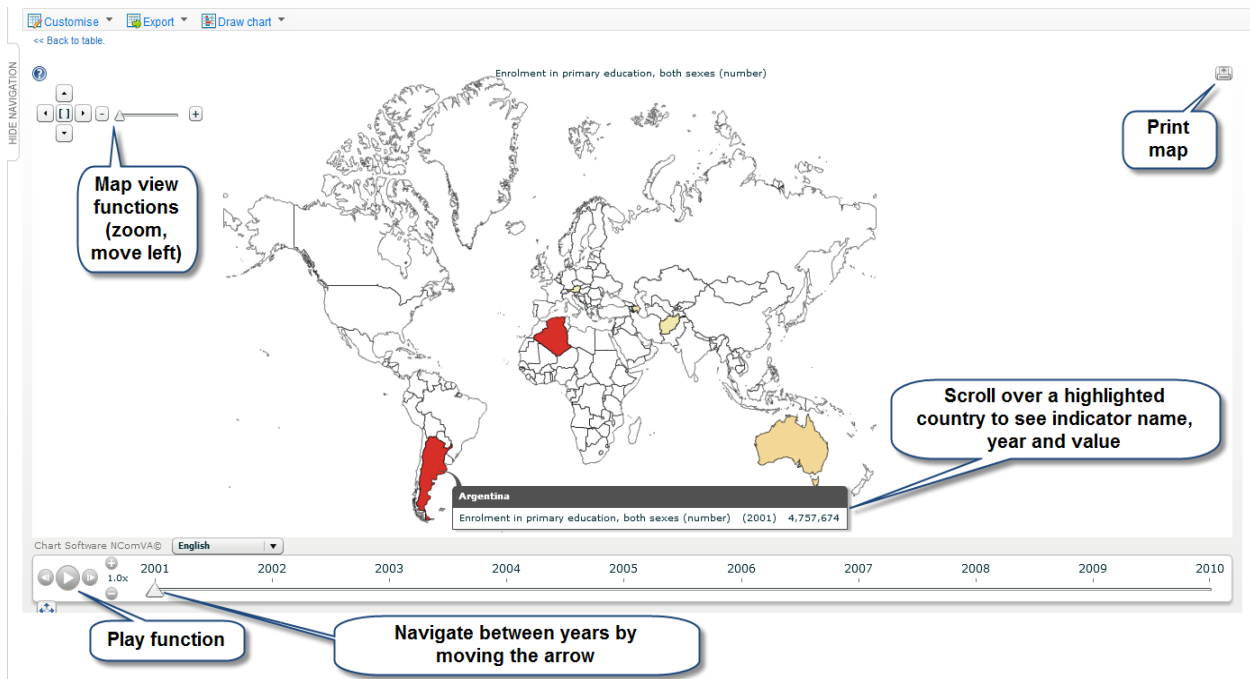 Customise Export Draw chart
<< Back to table.
HIDE NAVIGATION
Enrolment in primary education, both sexes (number)
[ ] - +
Print
map
Map view
functions
(zoom,
move left)
Scroll over a highlighted
country to see indicator name,
year and value
Argentina
Enrolment in primary education, both sexes (number) (2001) 4,757,674
Chart Software NComVA© English
1.0x
2001 2002 2003 2004 2005 2006 2007 2008 2009 2010
Play function
Navigate between years by
moving the arrow